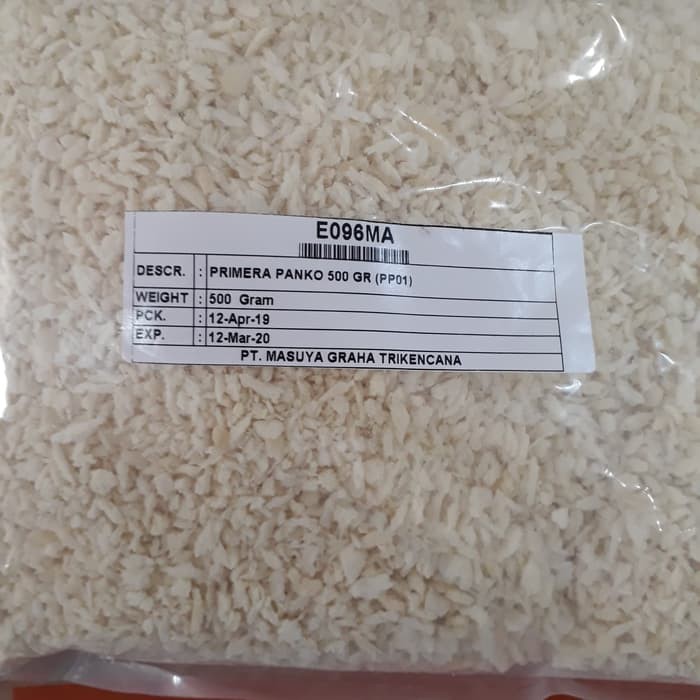 E096MA
DESCR. : PRIMERA PANKO 500 GR (PP01)
WEIGHT : 500 Gram
PCK. : 12-Apr-19
EXP. : 12-Mar-20
PT. MASUYA GRAHA TRIKENCANA